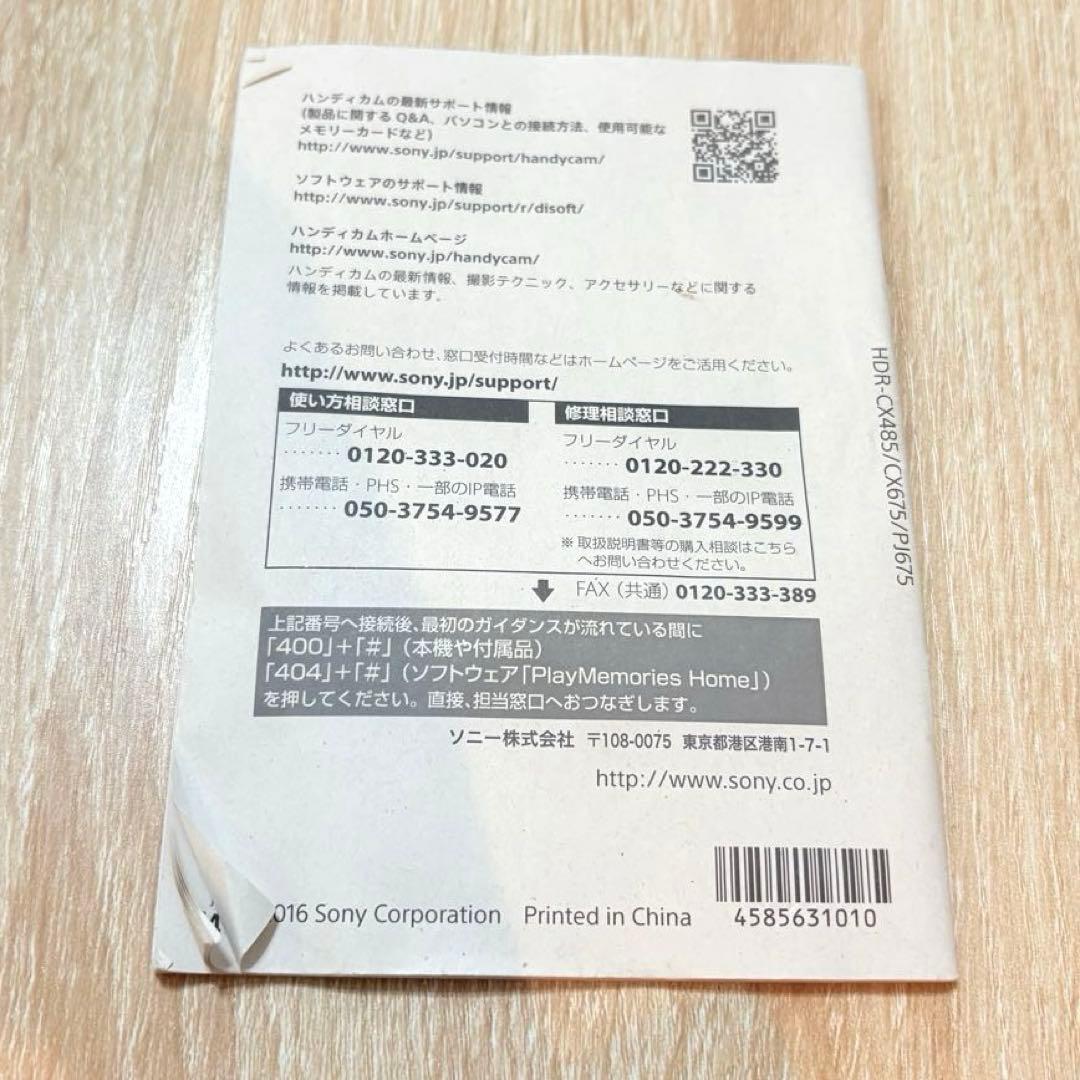 ハンディカムの最新サポート情報
(製品に関する Q&A、パソコンとの接続方法、使用可能な
メモリーカードなど)
http://www.sony.jp/support/handycam/
ソフトウェアのサポート情報
http://www.sony.jp/support/r/disoft/
ハンディカムホームページ
http://www.sony.jp/handycam/
ハンディカムの最新情報、撮影テクニック、アクセサリーなどに関する
情報を掲載しています。
よくあるお問い合わせ、窓口受付時間などはホームページをご活用ください。
http://www.sony.jp/support/
使い方相談窓口
フリーダイヤル
······· 0120-333-020
携帯電話・PHS・一部のIP電話
······· 050-3754-9577
修理相談窓口
フリーダイヤル
······· 0120-222-330
携帯電話・PHS・一部のIP電話
······· 050-3754-9599
※ 取扱説明書等の購入相談はこちら
へお問い合わせください。
FAX（共通）0120-333-389
上記番号へ接続後、最初のガイダンスが流れている間に
「400」+「#」（本機や付属品）
「404」+「#」（ソフトウェア「PlayMemories Home」）
を押してください。直接、担当窓口へおつなぎします。
ソニー株式会社 〒108-0075 東京都港区港南1-7-1
http://www.sony.co.jp
016 Sony Corporation Printed in China
4585631010
HDR-CX485/CX675/PJ675